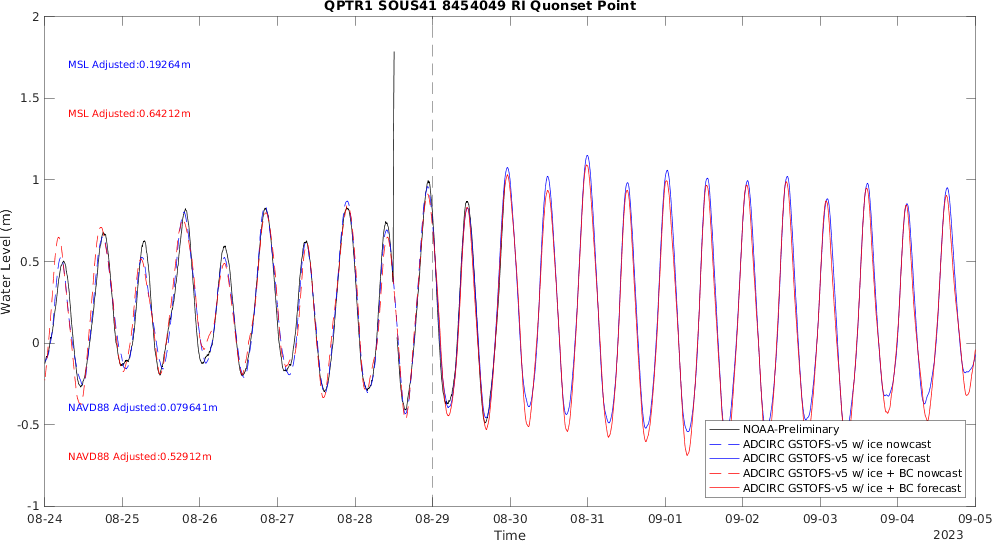 QPTR1 SOUS41 8454049 RI Quonset Point
2
1.5
1
0.5
0
-0.5
-1
Water Level (m)
MSL Adjusted:0.19264m
MSL Adjusted:0.64212m
NAVD88 Adjusted:0.079641m
NAVD88 Adjusted:0.52912m
NOAA-Preliminary
ADCIRC GSTOFS-v5 w/ ice nowcast
ADCIRC GSTOFS-v5 w/ ice forecast
ADCIRC GSTOFS-v5 w/ ice + BC nowcast
ADCIRC GSTOFS-v5 w/ ice + BC forecast
08-24 08-25 08-26 08-27 08-28 08-29 08-30 08-31 09-01 09-02 09-03 09-04 09-05
Time
2023